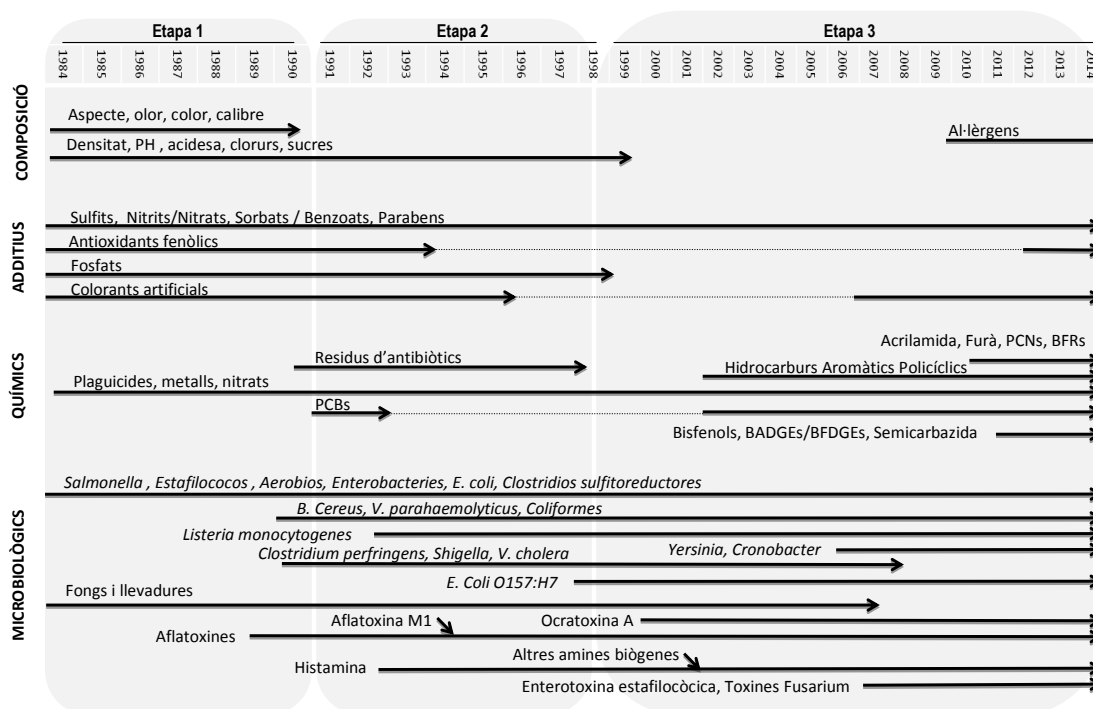 Etapa 1
Etapa 2
Etapa 3
1984 1985 1986 1987 1988 1989 1990 1991 1992 1993 1994 1995 1996 1997 1998 1999 2000 2001 2002 2003 2004 2005 2006 2007 2008 2009 2010 2011 2012 2013 2014
COMPOSICIÓ
Aspecte, olor, color, calibre
Al·lèrgens
Densitat, PH , acidesa, clorurs, sucres
ADDITIUS
Sulfits, Nitrits/Nitrats, Sorbats / Benzoats, Parabens
Antioxidants fenòlics
Fosfats
Colorants artificials
QUÍMICS
Acrilamida, Furà, PCNs, BFRs
Residus d'antibiòtics
Hidrocarburs Aromàtics Policíclics
Plaguicides, metalls, nitrats
PCBs
Bisfenols, BADGEs/BFDGEs, Semicarbazida
MICROBIOLÒGICS
Salmonella , Estafilococos , Aerobios, Enterobacteries, E. coli, Clostridios sulfitoreductores
B. Cereus, V. parahaemolyticus, Coliformes
Listeria monocytogenes
Yersinia, Cronobacter
Clostridium perfringens, Shigella, V. cholera
E. Coli O157:H7
Fongs i llevadures
Aflatoxina M1
Ocratoxina A
Aflatoxines
Altres amines biògenes
Histamina
Enterotoxina estafilocòcica, Toxines Fusarium